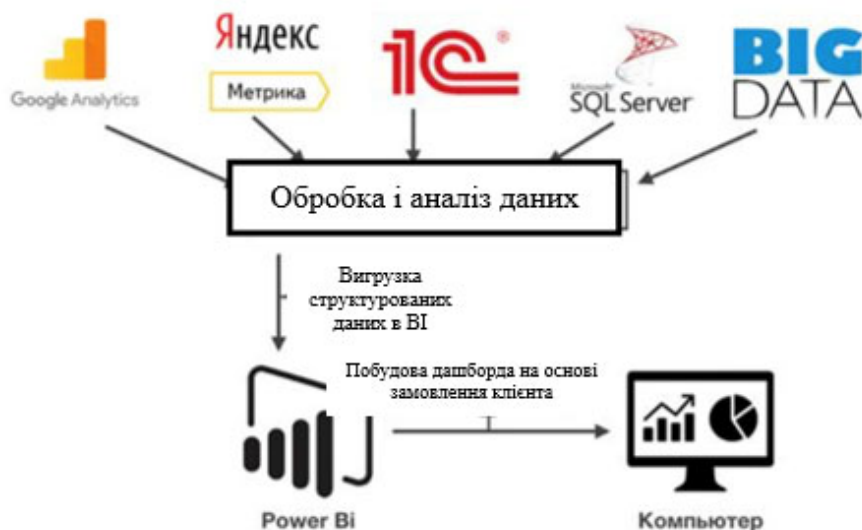 Яндекс
Google Analytics
Метрика
1С®
Microsoft
SQL Server
BIG
DATA
Обробка і аналіз даних
Вигрузка
структурованих
даних в BI
Побудова дашборда на основі
замовлення клієнта
Power Bi
Компьютер